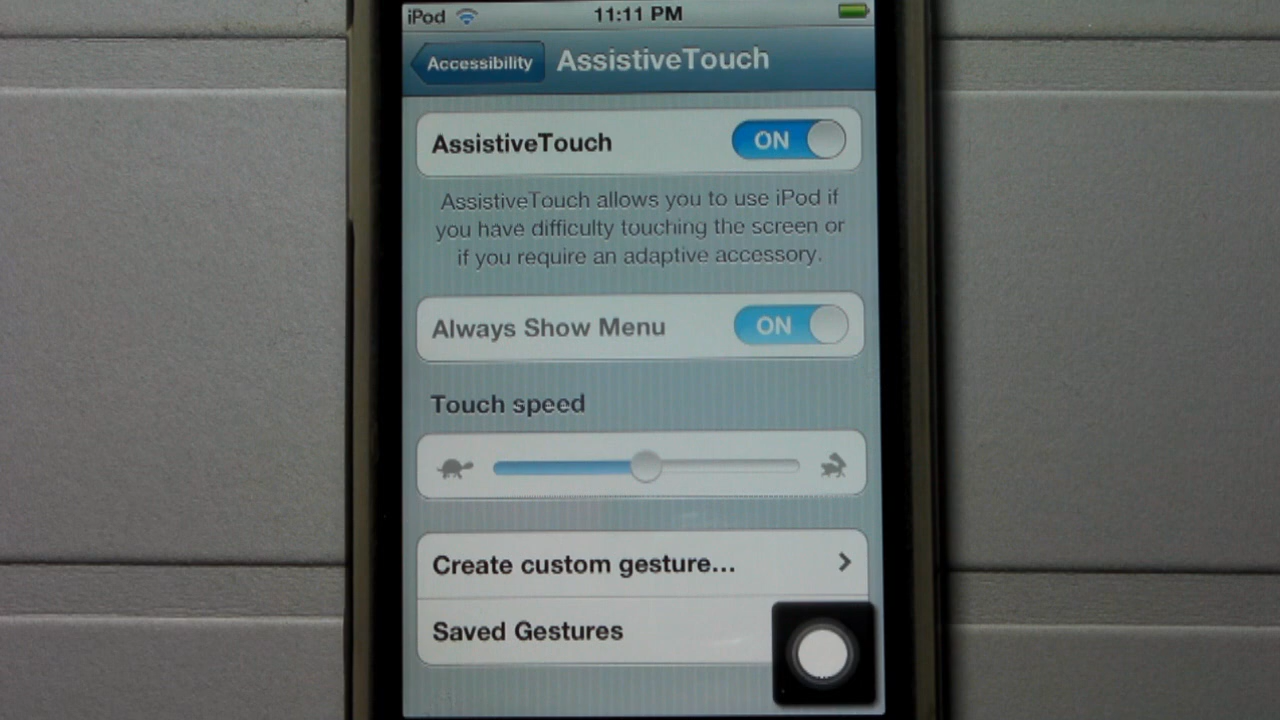 iPod 11:11 PM
Accessibility AssistiveTouch
AssistiveTouch ON
AssistiveTouch allows you to use iPod if
you have difficulty touching the screen or
if you require an adaptive accessory.
Always Show Menu ON
Touch speed
Create custom gesture...
Saved Gestures